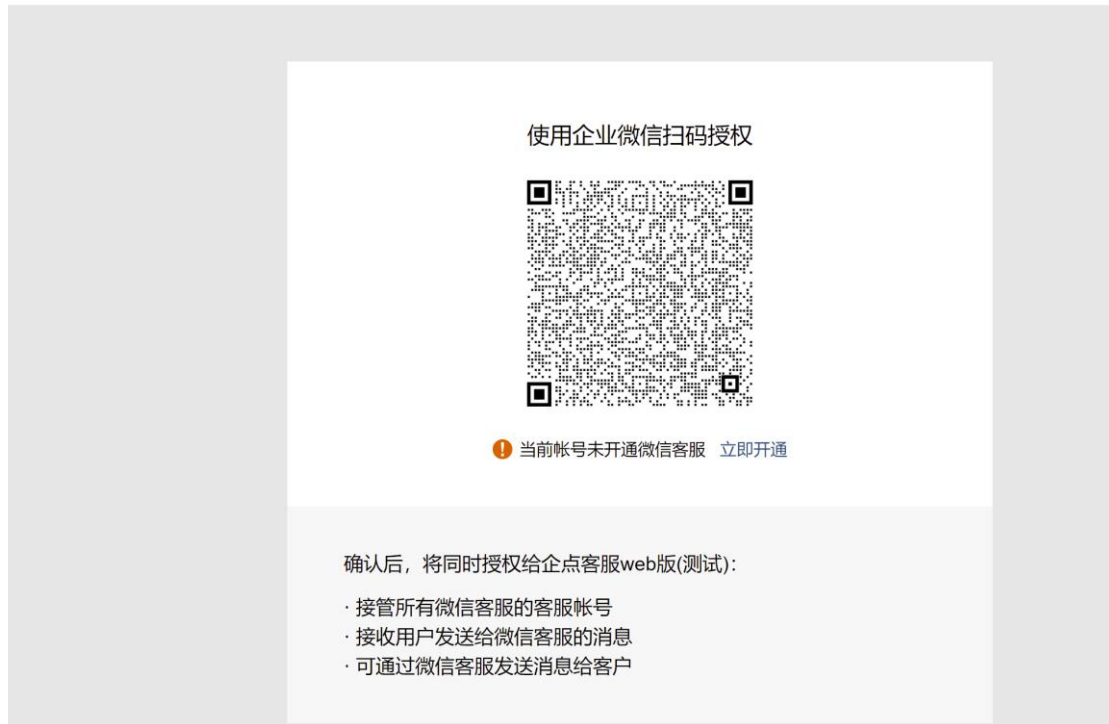 使用企业微信扫码授权
当前帐号未开通微信客服 立即开通
确认后，将同时授权给企点客服web版(测试)：
· 接管所有微信客服的客服帐号
· 接收用户发送给微信客服的消息
· 可通过微信客服发送消息给客户